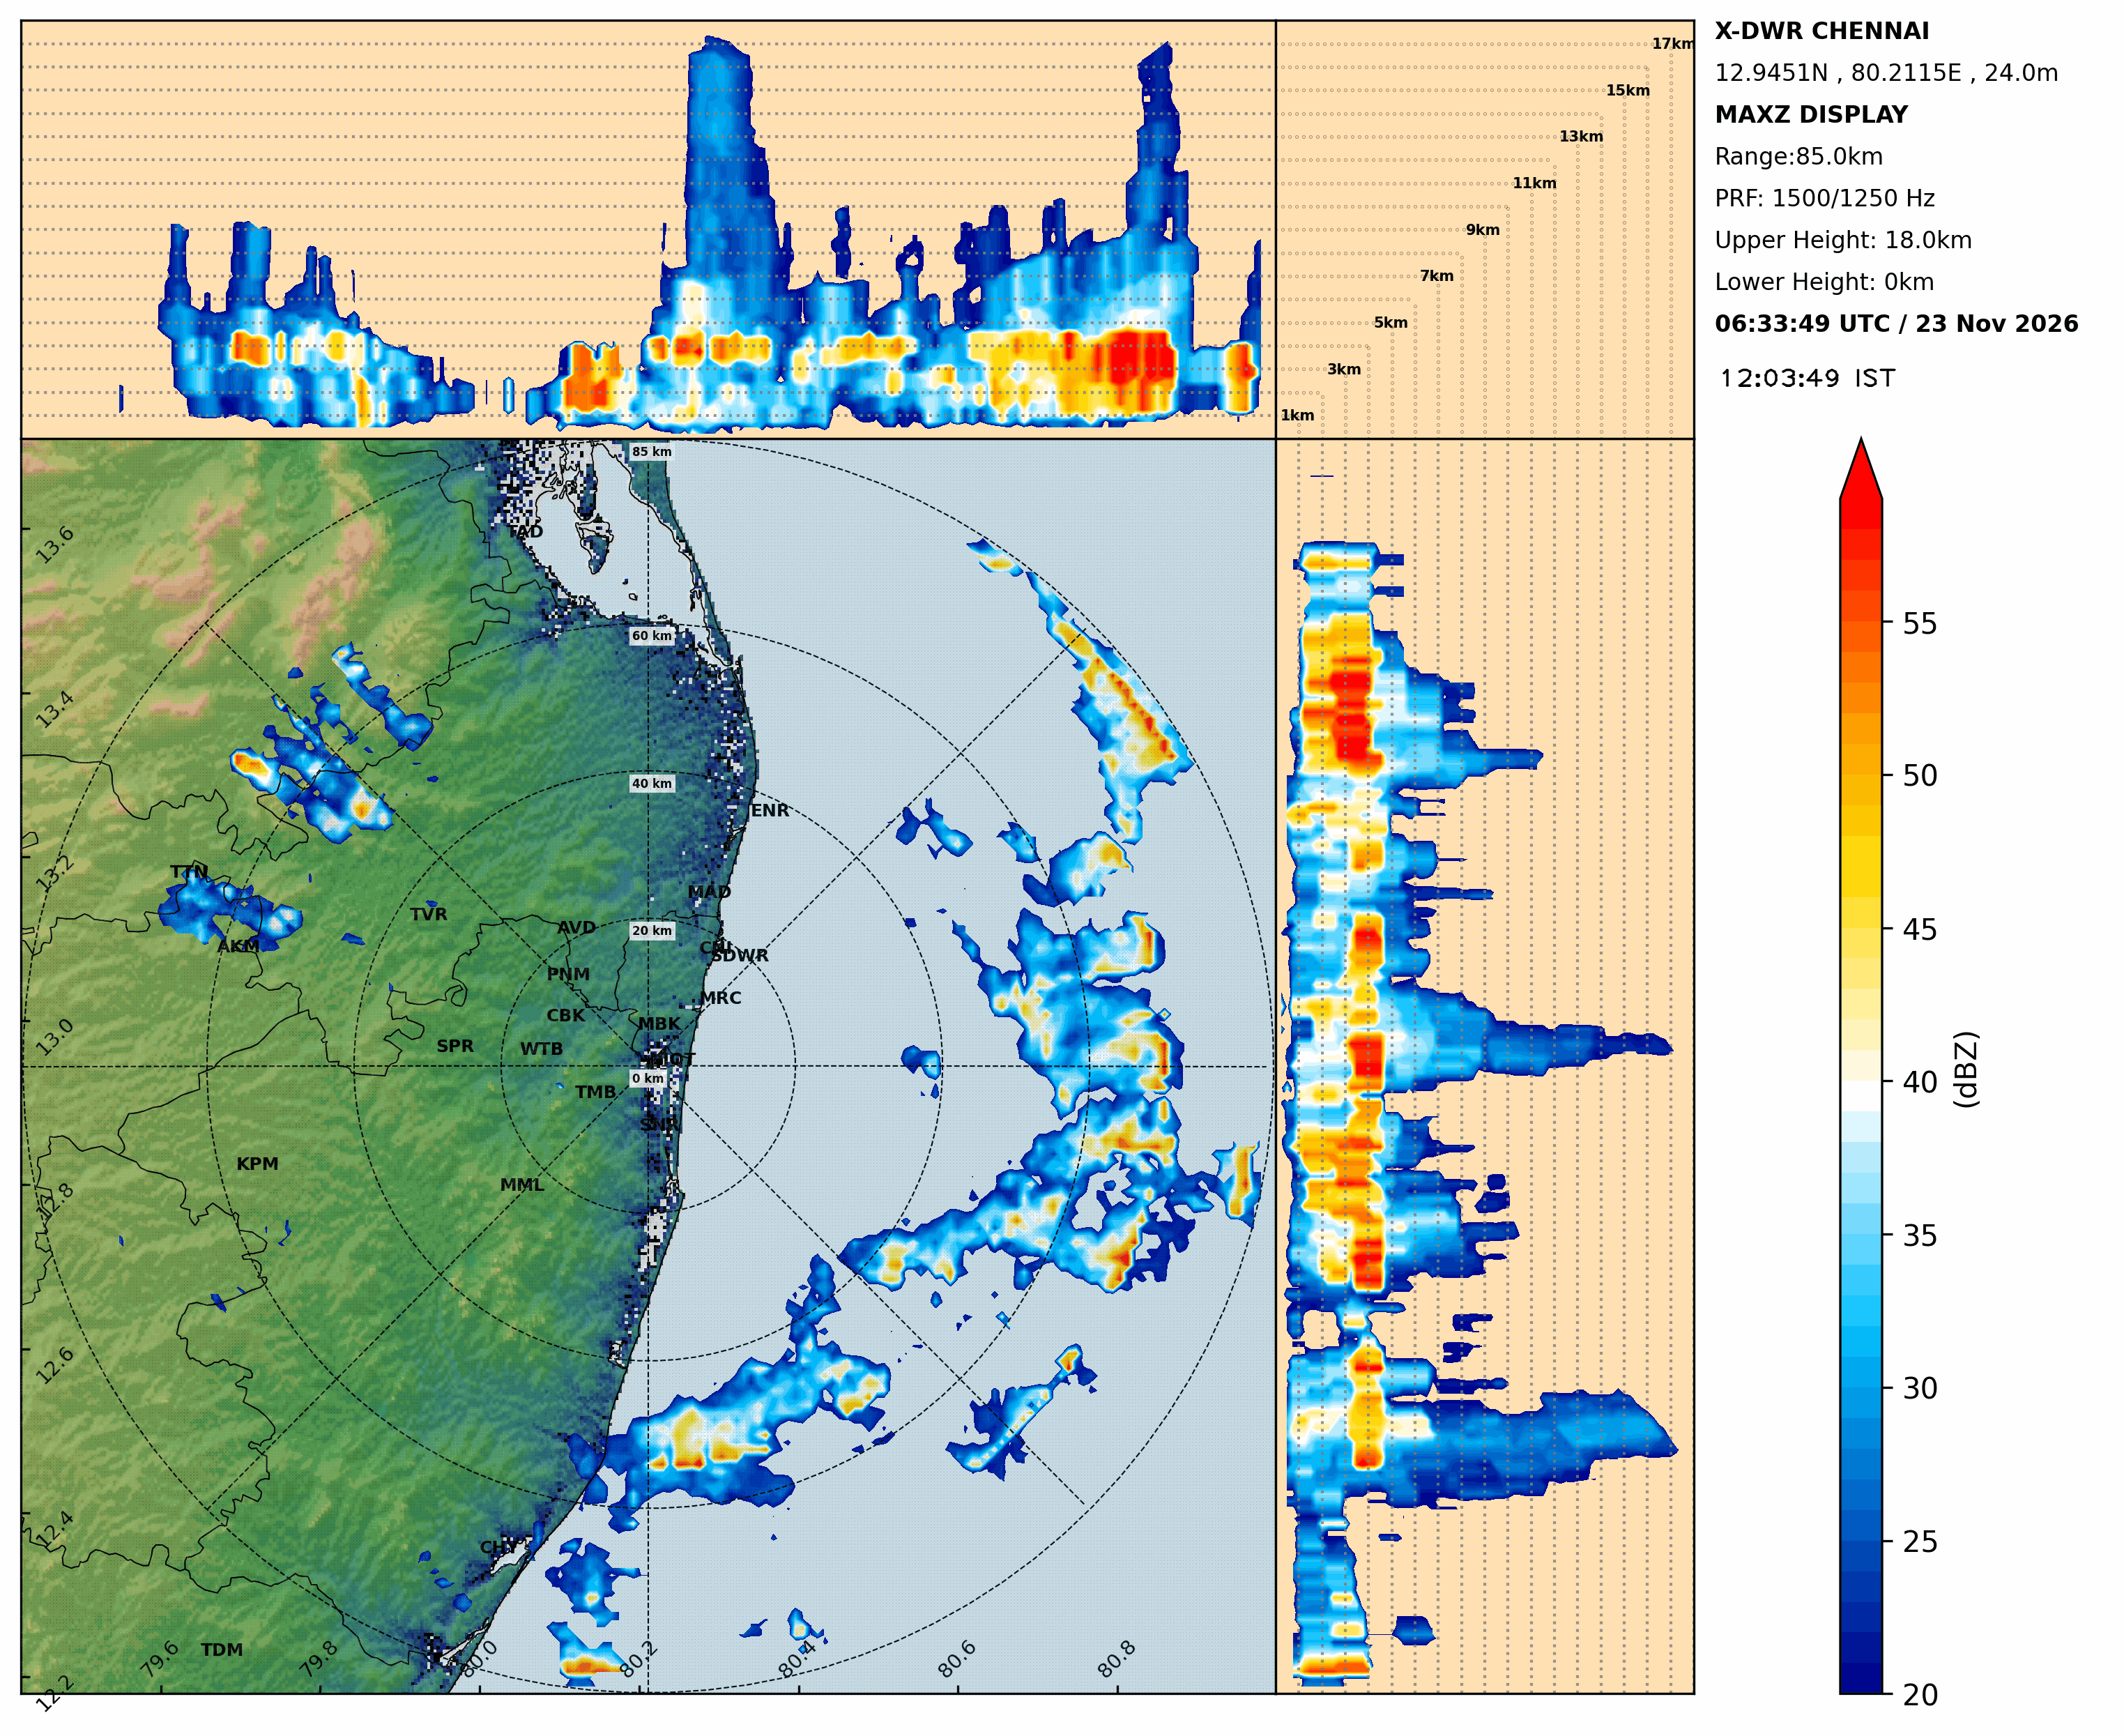 X-DWR CHENNAI
12.9451N , 80.2115E , 24.0m
MAXZ DISPLAY
Range:85.0km
PRF: 1500/1250 Hz
Upper Height: 18.0km
Lower Height: 0km
06:33:49 UTC / 23 Nov 2026
12:03:49 IST
17km
15km
13km
11km
9km
7km
5km
3km
1km
85 km
TAD
13.6
60 km
13.4
40 km
ENR
13.2
TTN
MAD
TVR
AVD
20 km
AKM
SDWR
PNM
MRC
CBK
MBK
13.0
SPR
WTB
0 km
TMB
SNR
KPM
MML
12.8
12.6
12.4
CHY
TDM
12.2
79.6
79.8
80.0
80.2
80.4
80.6
80.8
55
50
45
40
35
30
25
20
(dBZ)